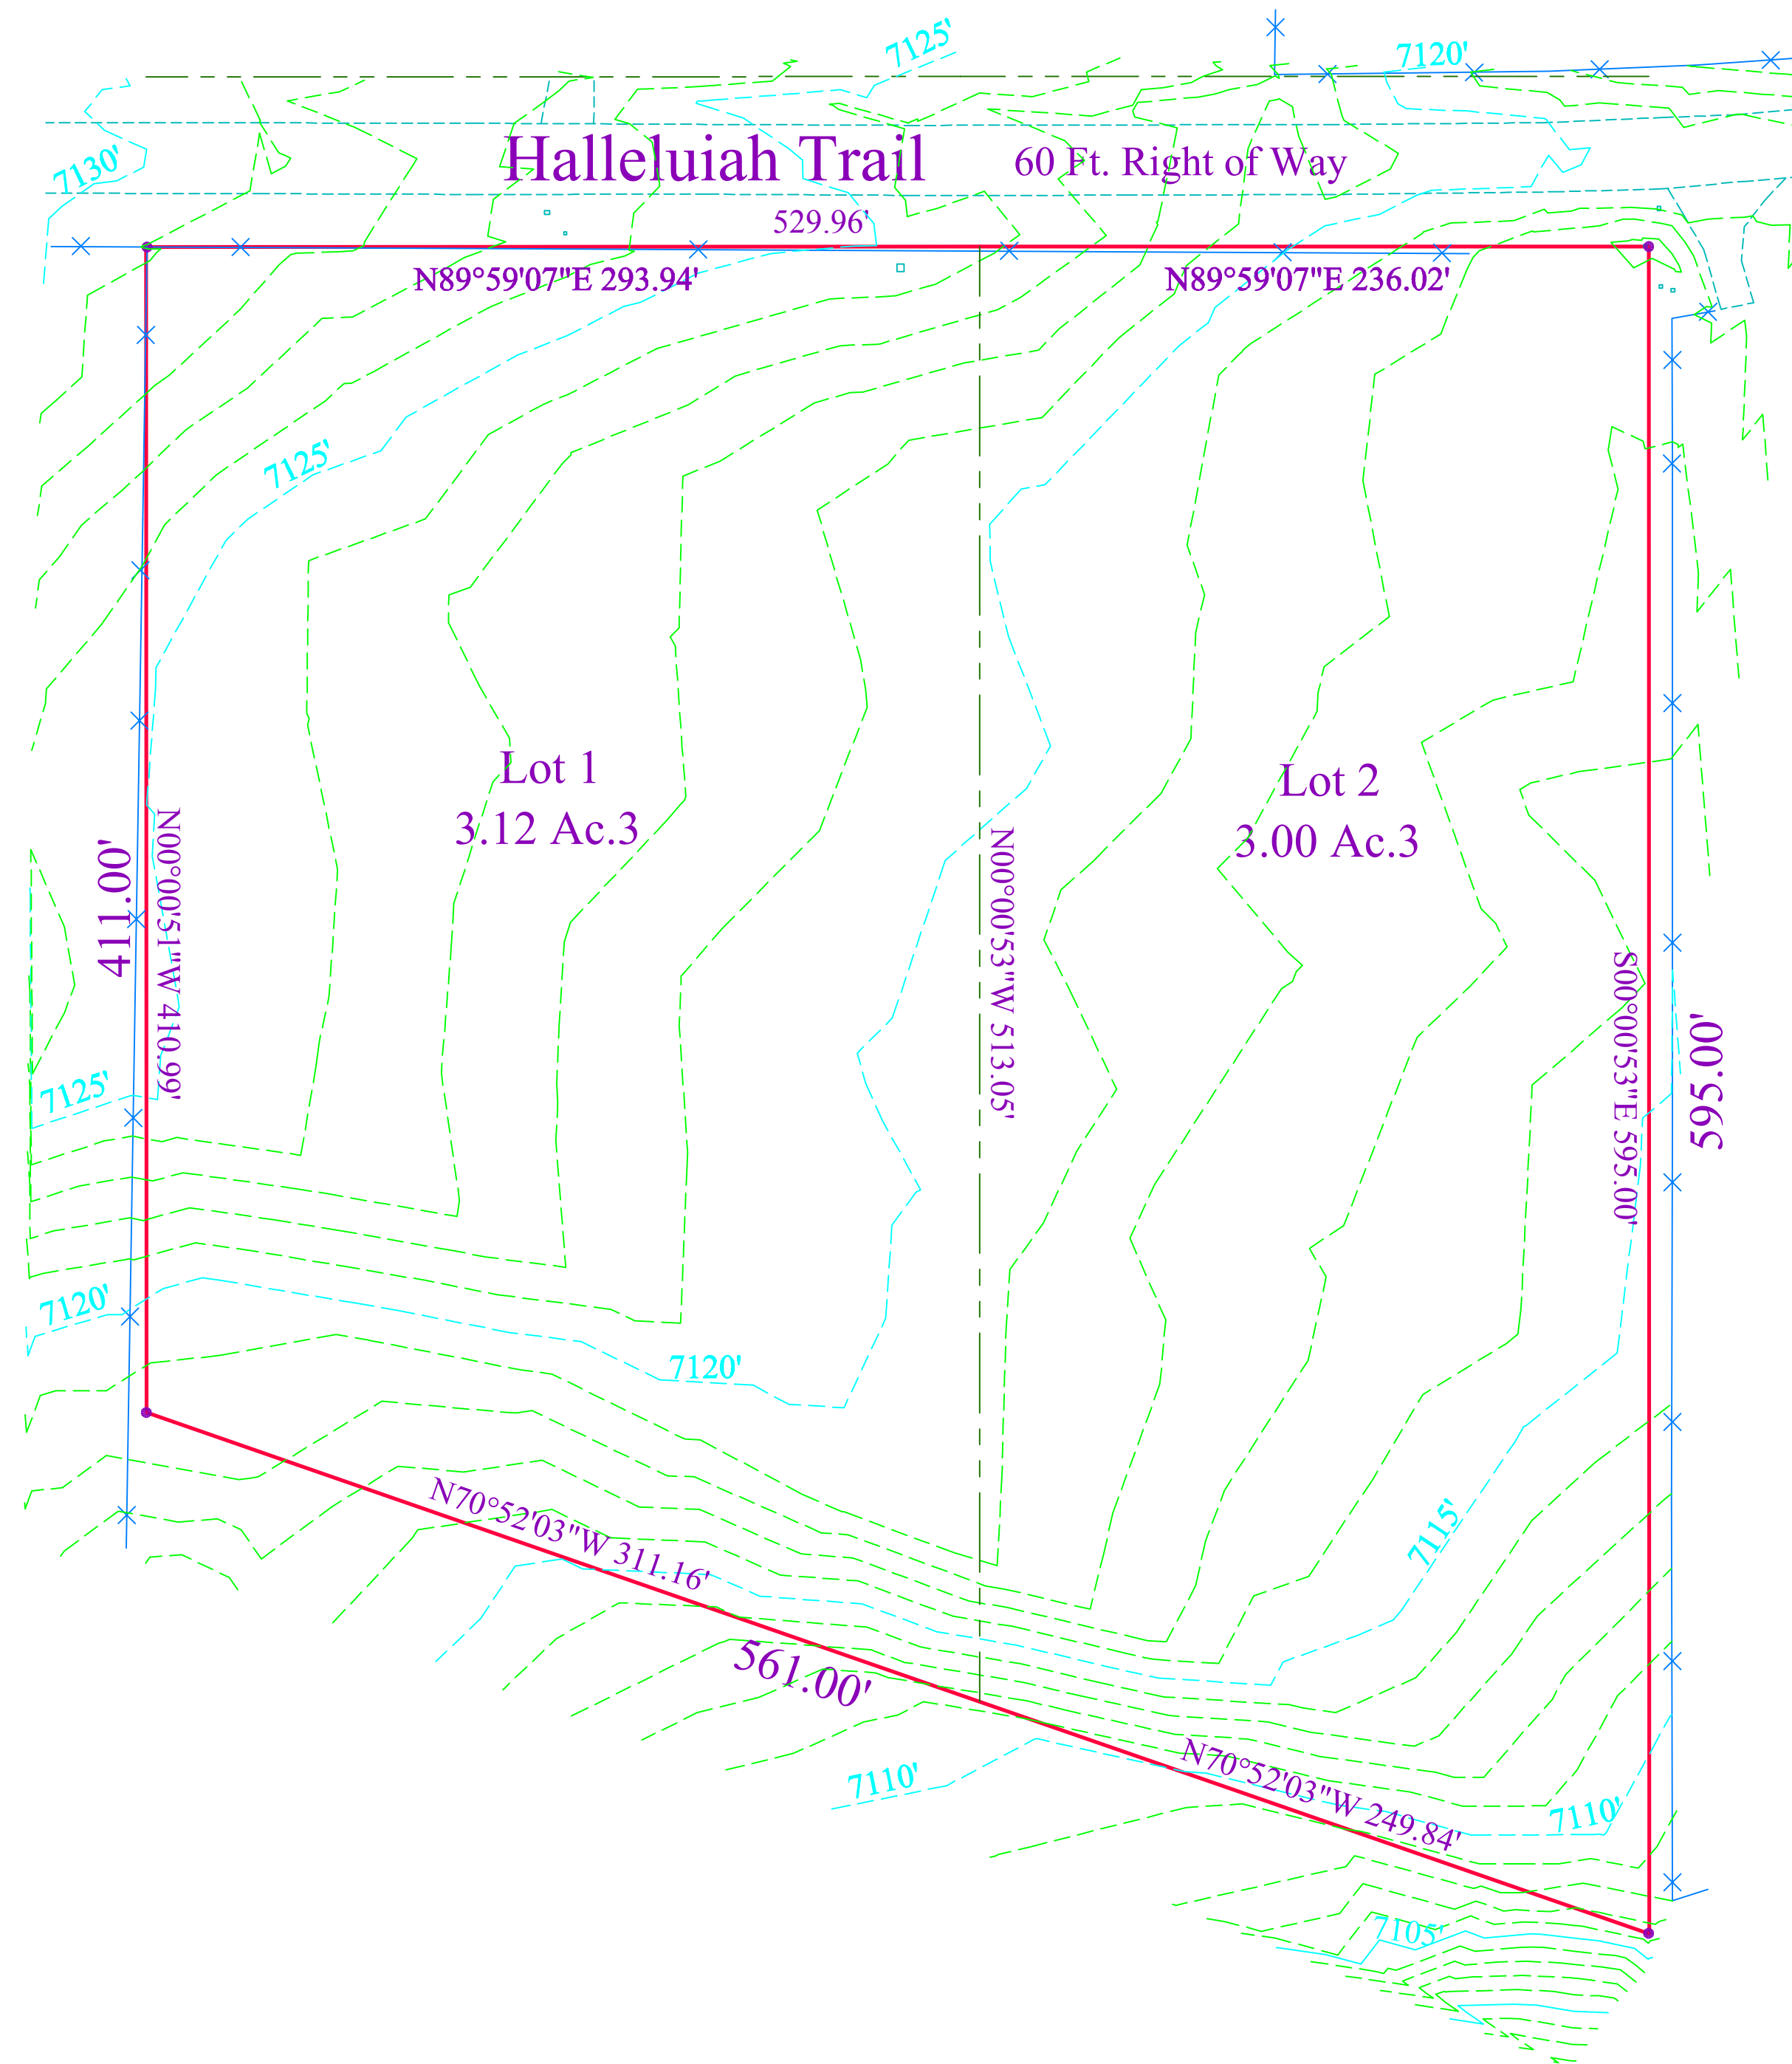 7125'
7120'
7130'
Halleluiah Trail
60 Ft. Right of Way
529.96'
N89°59'07"E 293.94'
N89°59'07"E 236.02'
7125'
Lot 1
3.12 Ac.3
Lot 2
3.00 Ac.3
411.00'
N00°00'51"W 410.99'
N00°00'53"W 513.05'
S00°00'53"E 595.00'
595.00'
7125'
7120'
7120'
N70°52'03"W 311.16'
7115'
561.00'
7110'
N70°52'03"W 249.84'
7110'
7105'